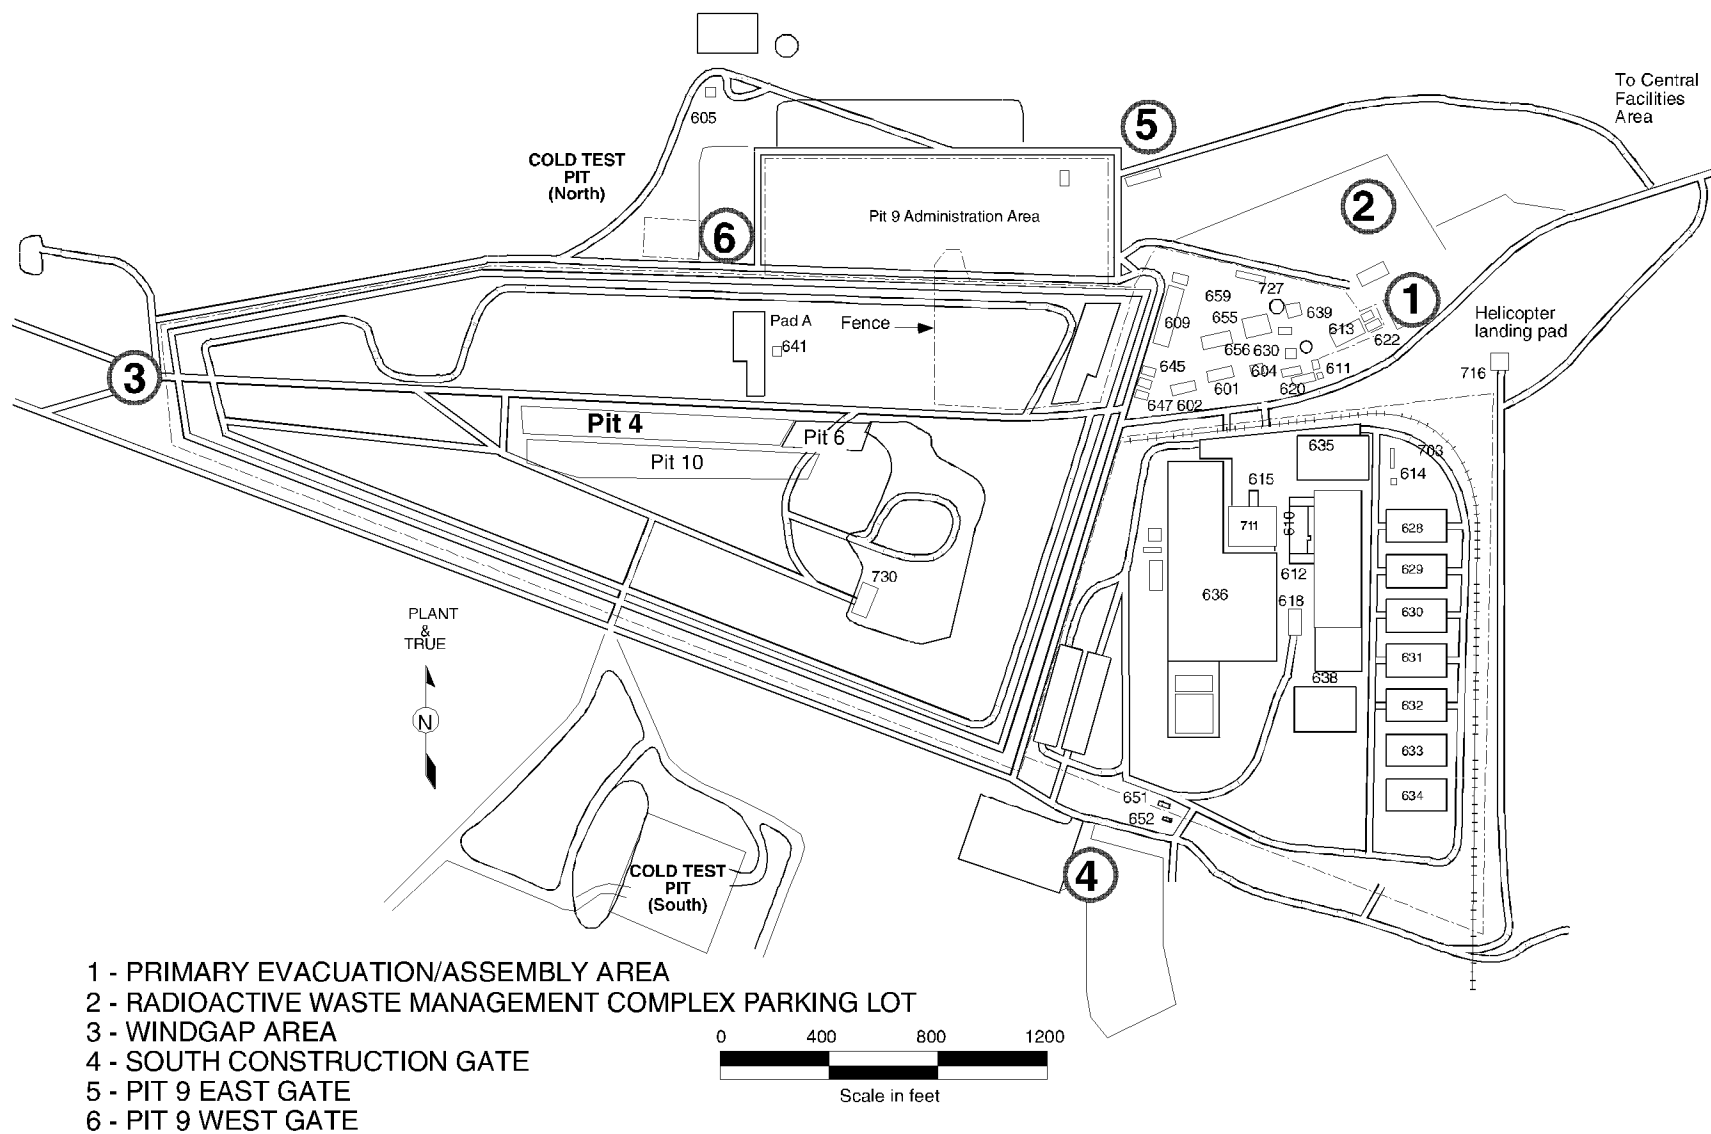 To Central
Facilities
Area
605
5
COLD TEST
PIT
(North)
2
Pit 9 Administration Area
6
1
727
659
639
Helicopter
landing pad
Pad A
Fence
609
655
613
641
622
656 630
3
645
604
611
716
601
620
647 602
Pit 4
Pit 6
635
703
Pit 10
614
615
711
610
628
629
612
730
636
618
630
PLANT
&
TRUE
631
638
632
N
633
634
651
652
COLD TEST
PIT
(South)
4
1 - PRIMARY EVACUATION/ASSEMBLY AREA
2 - RADIOACTIVE WASTE MANAGEMENT COMPLEX PARKING LOT
3 - WINDGAP AREA
4 - SOUTH CONSTRUCTION GATE
5 - PIT 9 EAST GATE
6 - PIT 9 WEST GATE
0 400 800 1200
Scale in feet